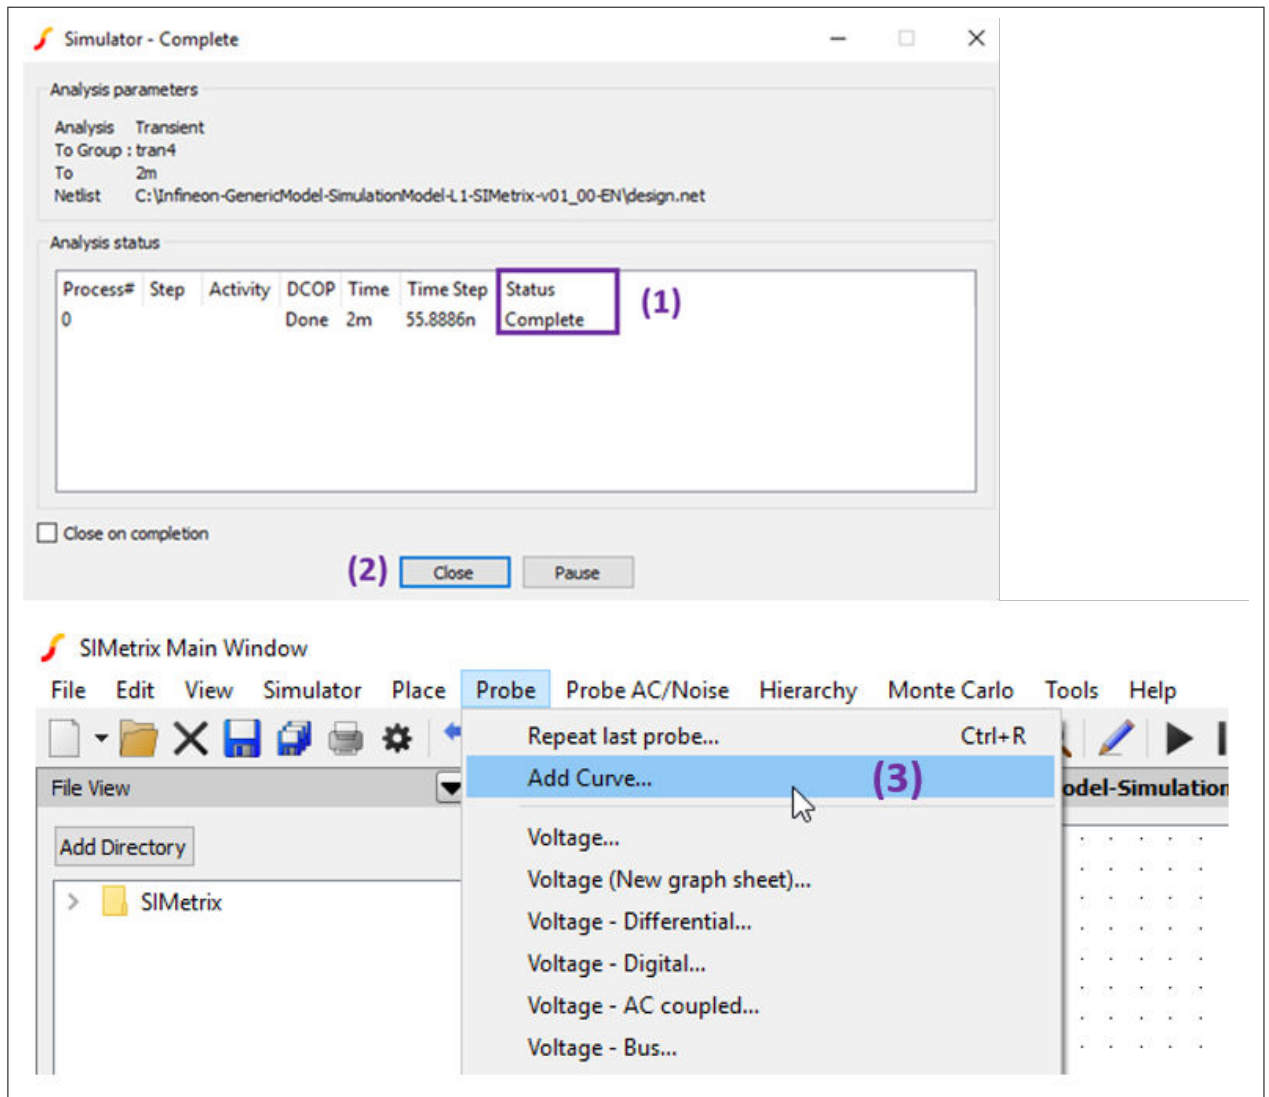 Simulator - Complete
Analysis parameters
Analysis Transient
To Group : tran4
To 2m
Netlist C:\Infineon-GenericModel-SimulationModel-L1-SIMetrix-v01_00-EN\design.net
Analysis status
Process# Step Activity DCOP Time Time Step Status
0 Done 2m 55.8886n Complete
(1)
Close on completion
(2) Close Pause
SIMetrix Main Window
File Edit View Simulator Place Probe Probe AC/Noise Hierarchy Monte Carlo Tools Help
Repeat last probe... Ctrl+R
File View
Add Curve... (3)
odel-Simulation
Add Directory
Voltage...
Voltage (New graph sheet)...
SIMetrix
Voltage - Differential...
Voltage - Digital...
Voltage - AC coupled...
Voltage - Bus...